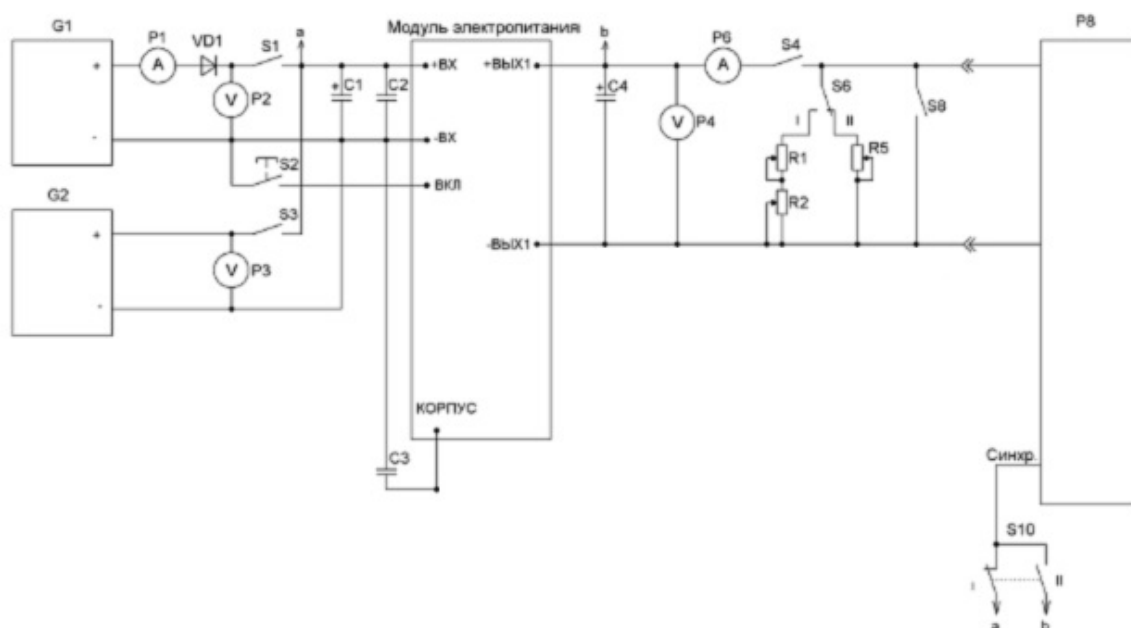 G1
P1
VD1
S1
a
Модуль электропитания
b
P6
S4
P8
+
A
+ВХ
+ВЫХ1
V
P2
+
C1
C2
+
C4
V
P4
S6
S8
I
II
-
-ВХ
R1
R5
S2
ВКЛ
R2
G2
S3
+
-ВЫХ1
V
P3
-
КОРПУС
C3
Синхр.
S10
I
II
a
b